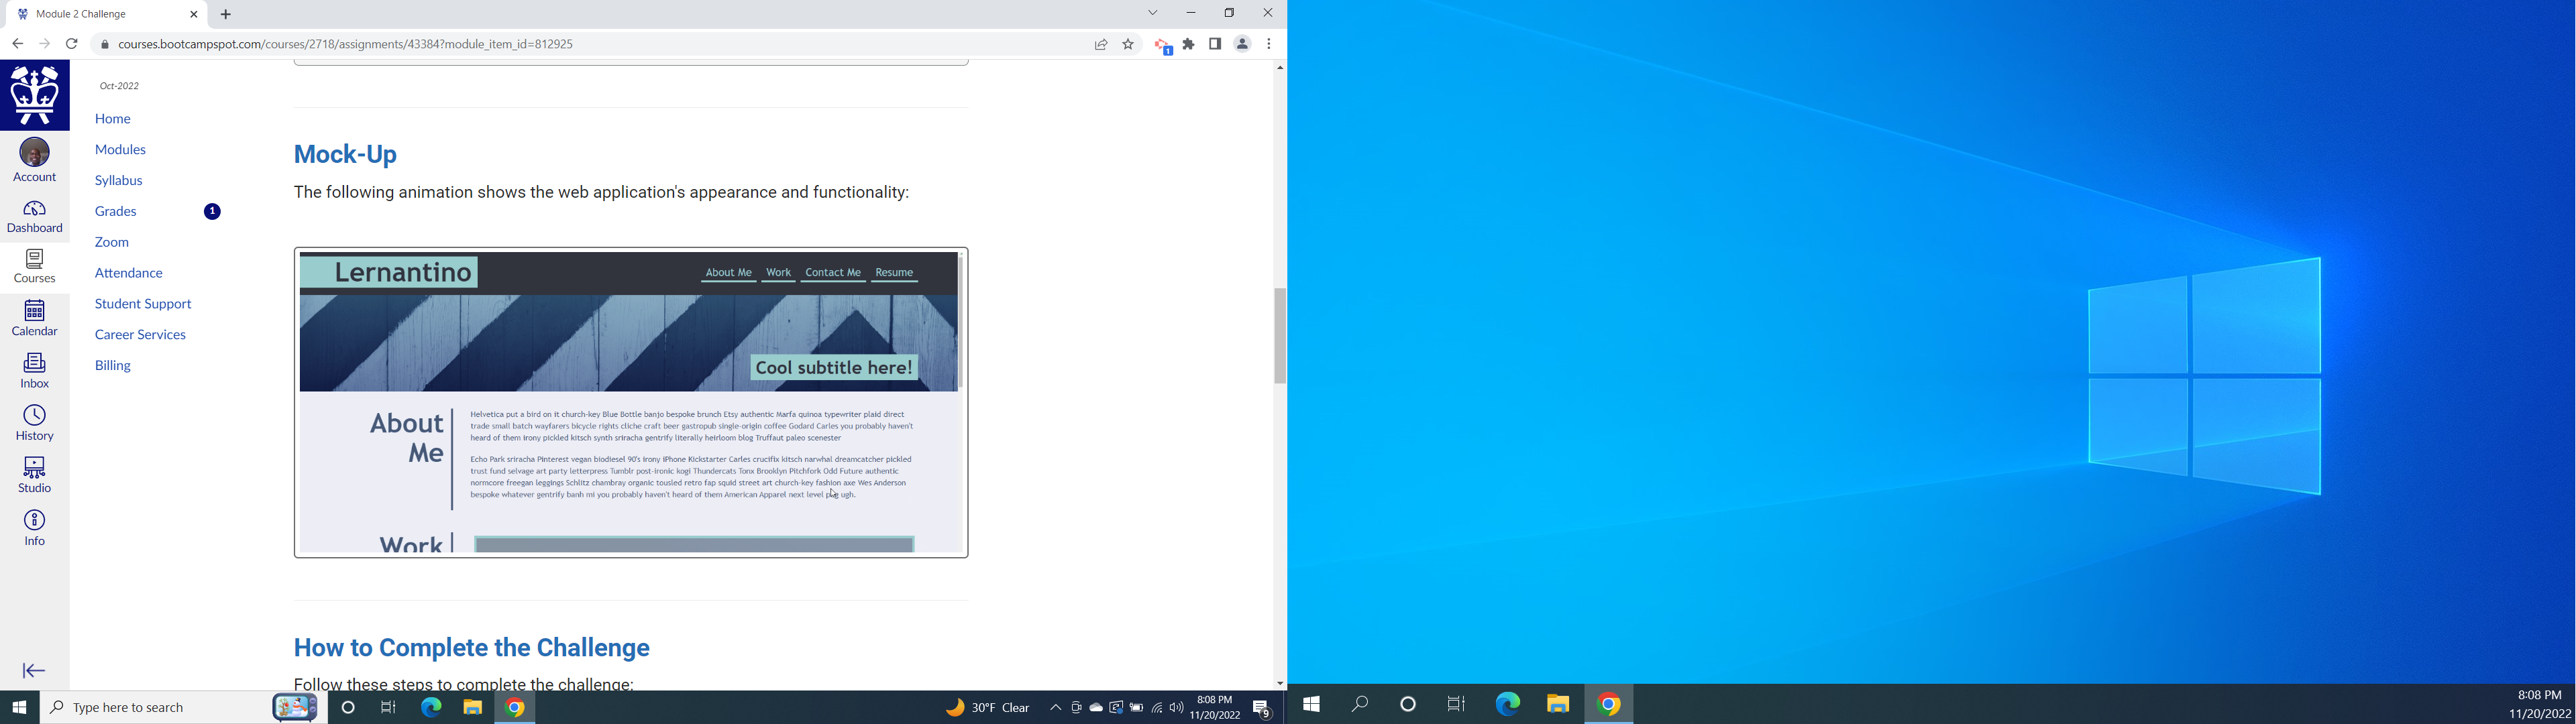 Module 2 Challenge
courses.bootcampspot.com/courses/2718/assignments/43384?module_item_id=812925
1
Account
Dashboard
Courses
Calendar
Inbox
History
Studio
Info
Oct-2022
Home
Modules
Syllabus
Grades 1
Zoom
Attendance
Student Support
Career Services
Billing
Mock-Up
The following animation shows the web application's appearance and functionality:
Lernantino
About Me Work Contact Me Resume
Cool subtitle here!
About
Me
Helvetica put a bird on it church-key Blue Bottle banjo bespoke brunch Etsy authentic Marfa quinoa typewriter plaid direct
trade small batch wayfarers bicycle rights cliche craft beer gastropub single-origin coffee Godard Carles you probably haven't
heard of them irony pickled kitsch synth sriracha gentrify literally heirloom blog Truffaut paleo scenester
Echo Park sriracha Pinterest vegan biodiesel 90's irony iPhone Kickstarter Carles crucifix kitsch narwhal dreamcatcher pickled
trust fund selvage art party letterpress Tumblr post-ironic kogi Thundercats Tonx Brooklyn Pitchfork Odd Future authentic
normcore freegan leggings Schlitz chambray organic tousled retro fap squid street art church-key fashion axe Wes Anderson
bespoke whatever gentrify banh mi you probably haven't heard of them American Apparel next level pug ugh.
Work
How to Complete the Challenge
Follow these steps to complete the challenge:
Type here to search
30°F Clear
8:08 PM
11/20/2022
9
8:08 PM
11/20/2022